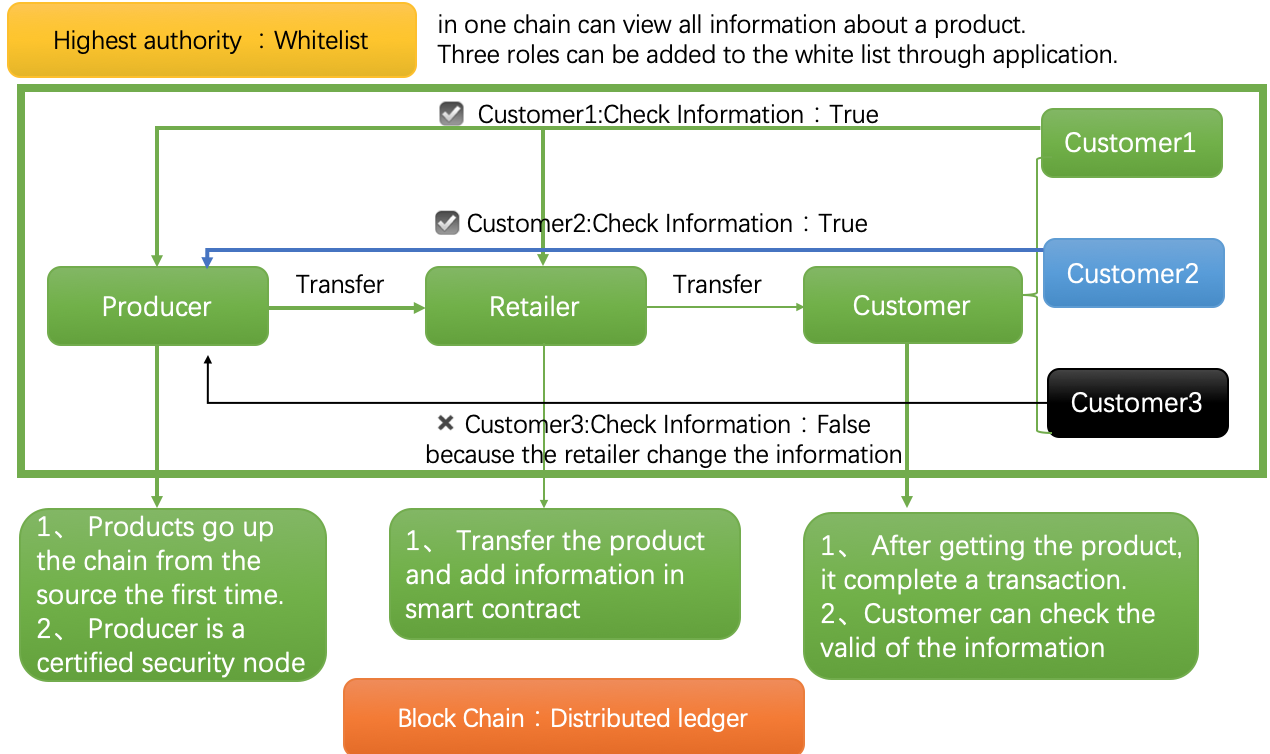 Highest authority ：Whitelist
in one chain can view all information about a product.
Three roles can be added to the white list through application.
Customer1:Check Information：True
Customer1
Customer2:Check Information：True
Customer2
Producer
Transfer
Retailer
Transfer
Customer
Customer3
Customer3:Check Information：False
because the retailer change the information
1、 Products go up
the chain from the
source the first time.
2、 Producer is a
certified security node
1、 Transfer the product
and add information in
smart contract
1、 After getting the product,
it complete a transaction.
2、Customer can check the
valid of the information
Block Chain：Distributed ledger